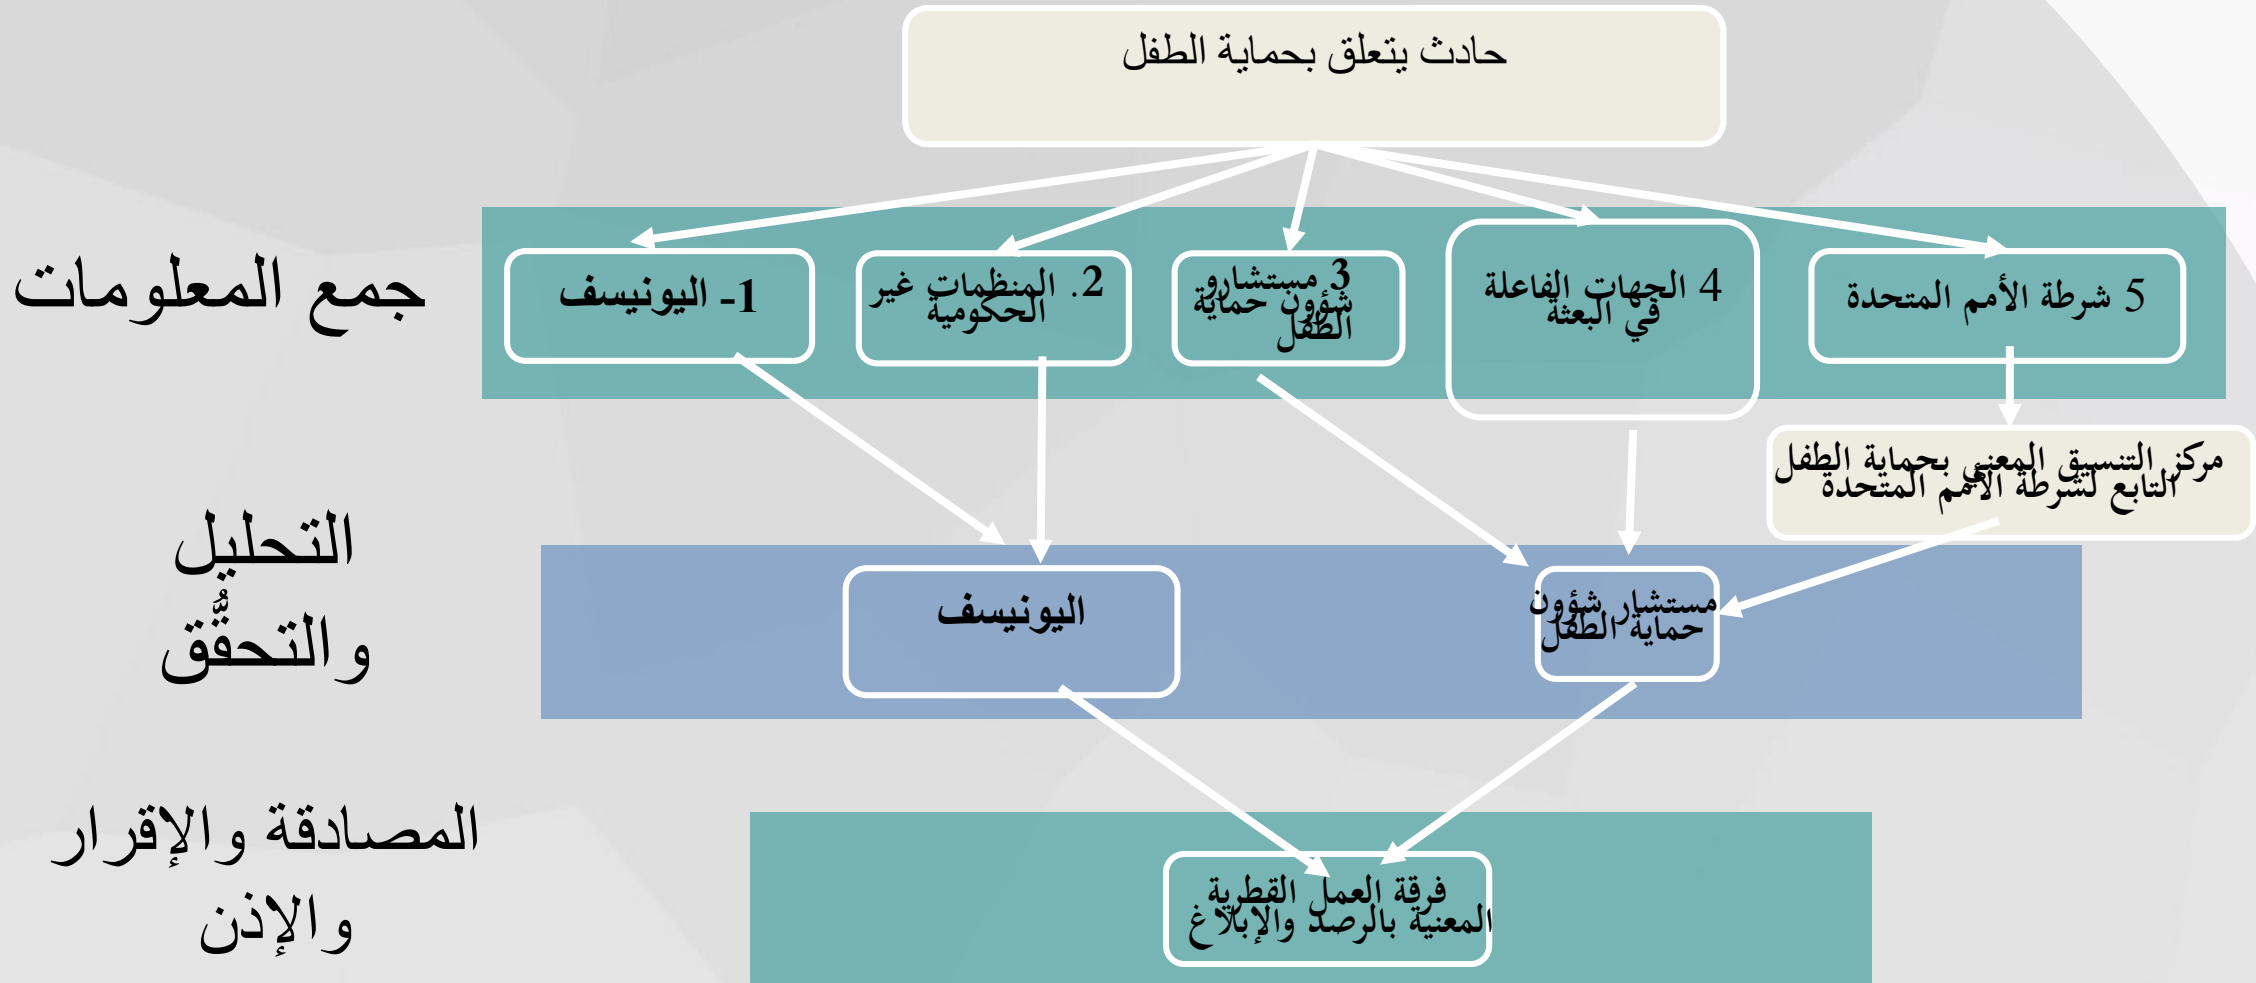 حادث يتعلق بحماية الطفل
جمع المعلومات
1- اليونيسف
2. المنظمات غير
الحكومية
3 مستشارو
شؤون حماية
الطفل
4 الجهات الفاعلة
في البعثة
5 شرطة الأمم المتحدة
مركز التنسيق المعني بحماية الطفل
التابع لشرطة الأمم المتحدة
التحليل
والتحقُّق
اليونيسف
مستشار شؤون
حماية الطفل
المصادقة والإقرار
والإذن
فرقة العمل القطرية
المعنية بالرصد والإبلاغ